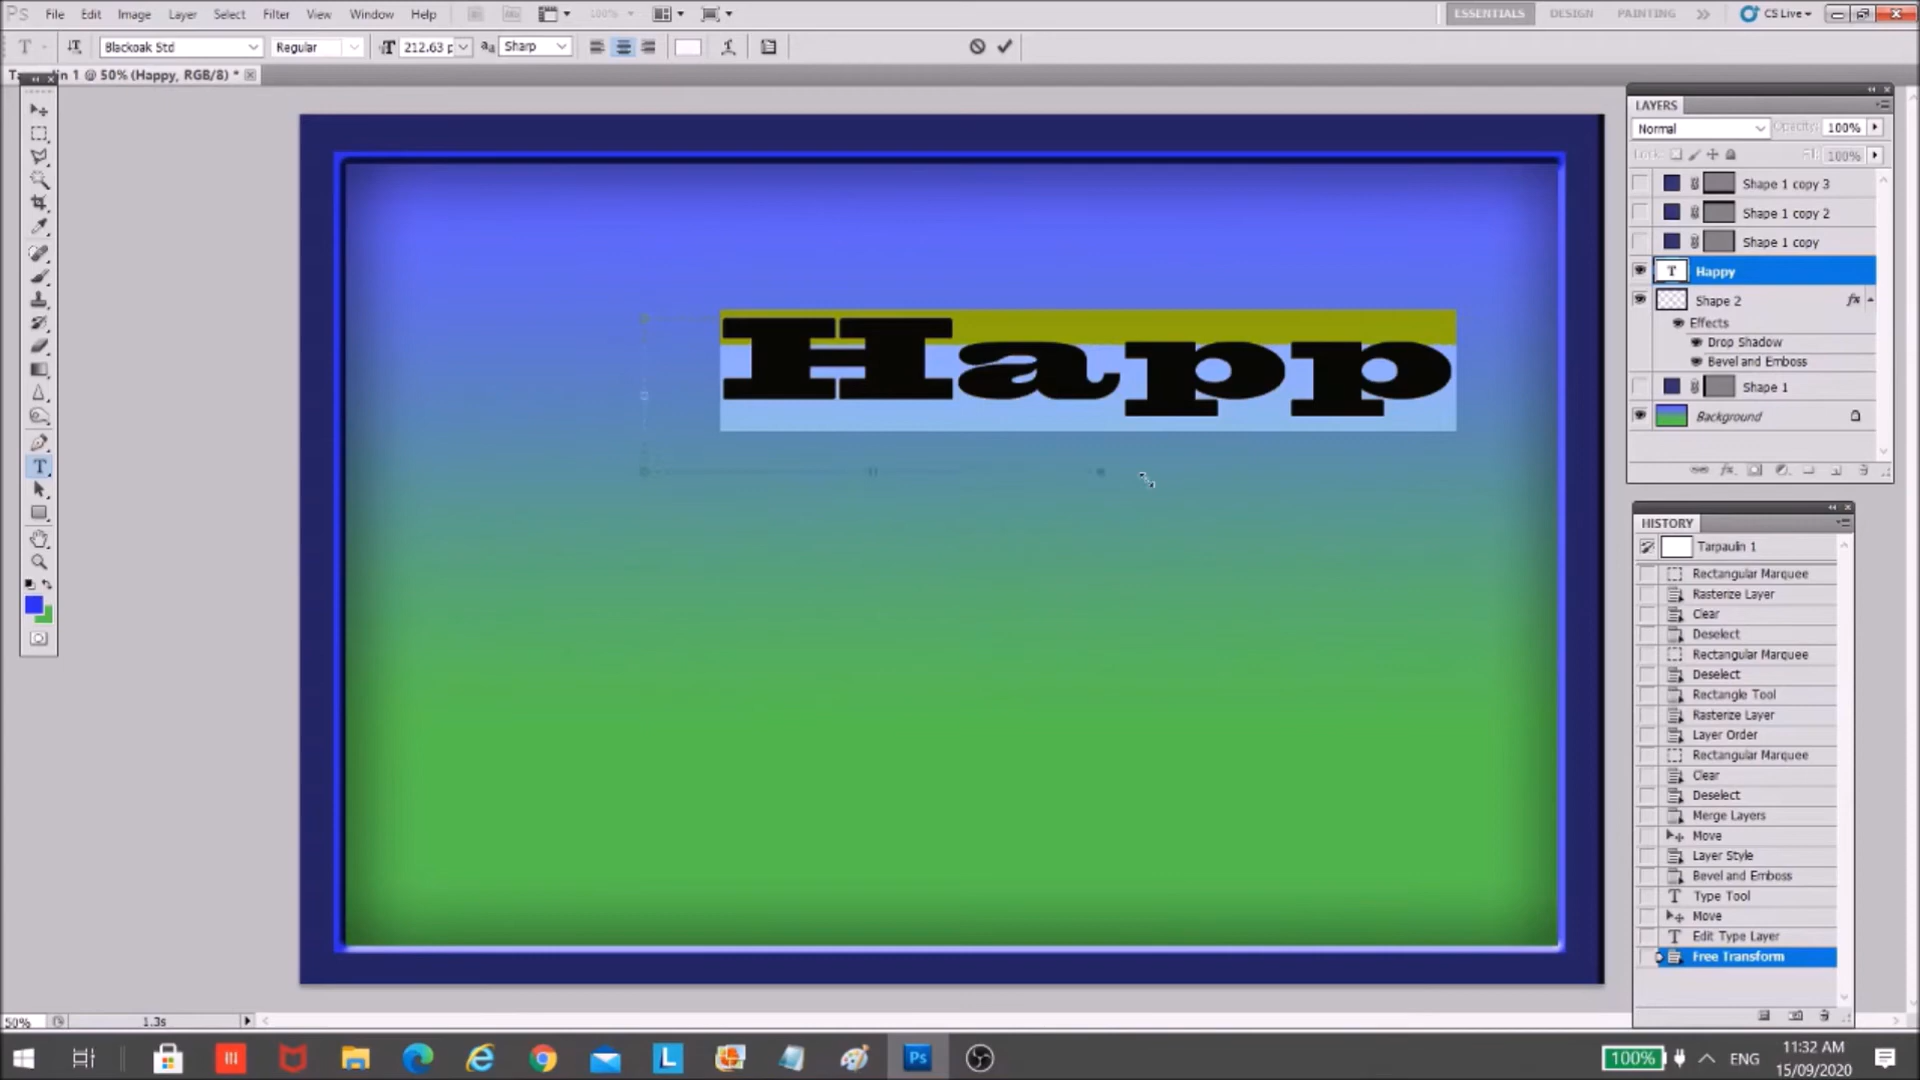 PS File Edit Image Layer Select Filter View Window Help 100% ESSENTIALS DESIGN PAINTING CS Live
T Blackoak Std Regular T 212.63 p aa Sharp
1 @ 50% (Happy, RGB/8) *
LAYERS
Normal Opacity: 100%
Lock: Fill: 100%
Shape 1 copy 3
Shape 1 copy 2
Shape 1 copy
T Happy
Shape 2 fx
Effects
Drop Shadow
Bevel and Emboss
Shape 1
Background
Happ
HISTORY
Tarpaulin 1
Rectangular Marquee
Rasterize Layer
Clear
Deselect
Rectangular Marquee
Deselect
Rectangle Tool
Rasterize Layer
Layer Order
Rectangular Marquee
Clear
Deselect
Merge Layers
Move
Layer Style
Bevel and Emboss
T Type Tool
Move
T Edit Type Layer
Free Transform
50% 1.3s
L Ps 100% ENG 11:32 AM
15/09/2020